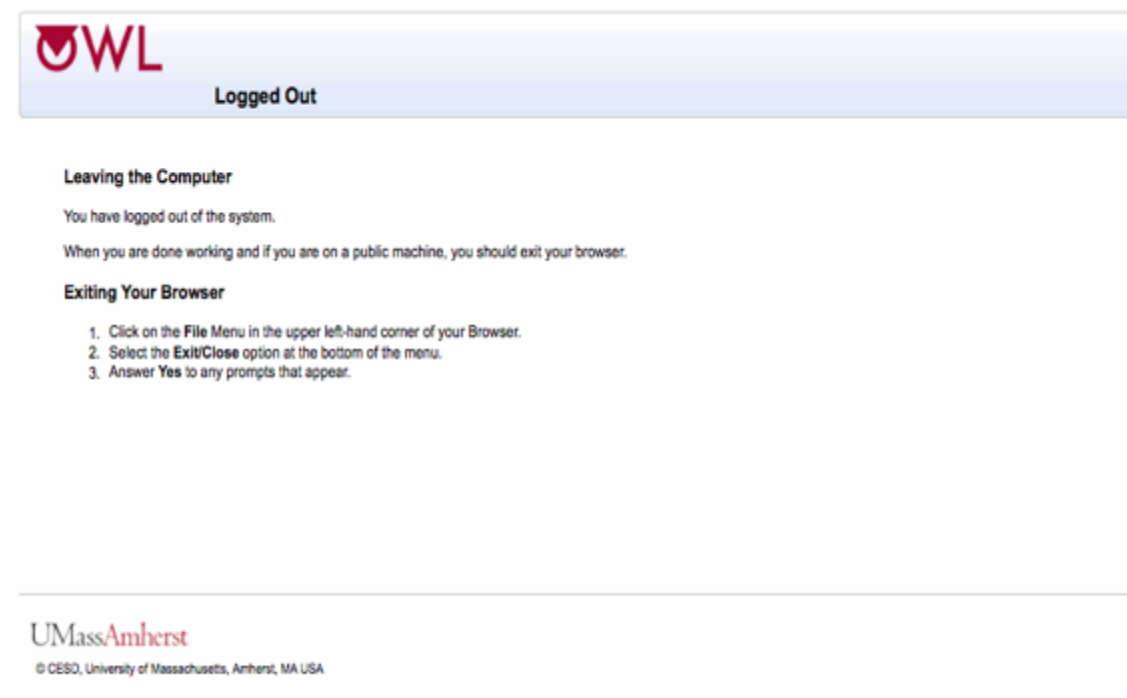 OWL
Logged Out
Leaving the Computer
You have logged out of the system.
When you are done working and if you are on a public machine, you should exit your browser.
Exiting Your Browser
1. Click on the File Menu in the upper left-hand corner of your Browser.
2. Select the Exit/Close option at the bottom of the menu.
3. Answer Yes to any prompts that appear.
UMassAmherst
© CESD, University of Massachusetts, Amherst, MA USA